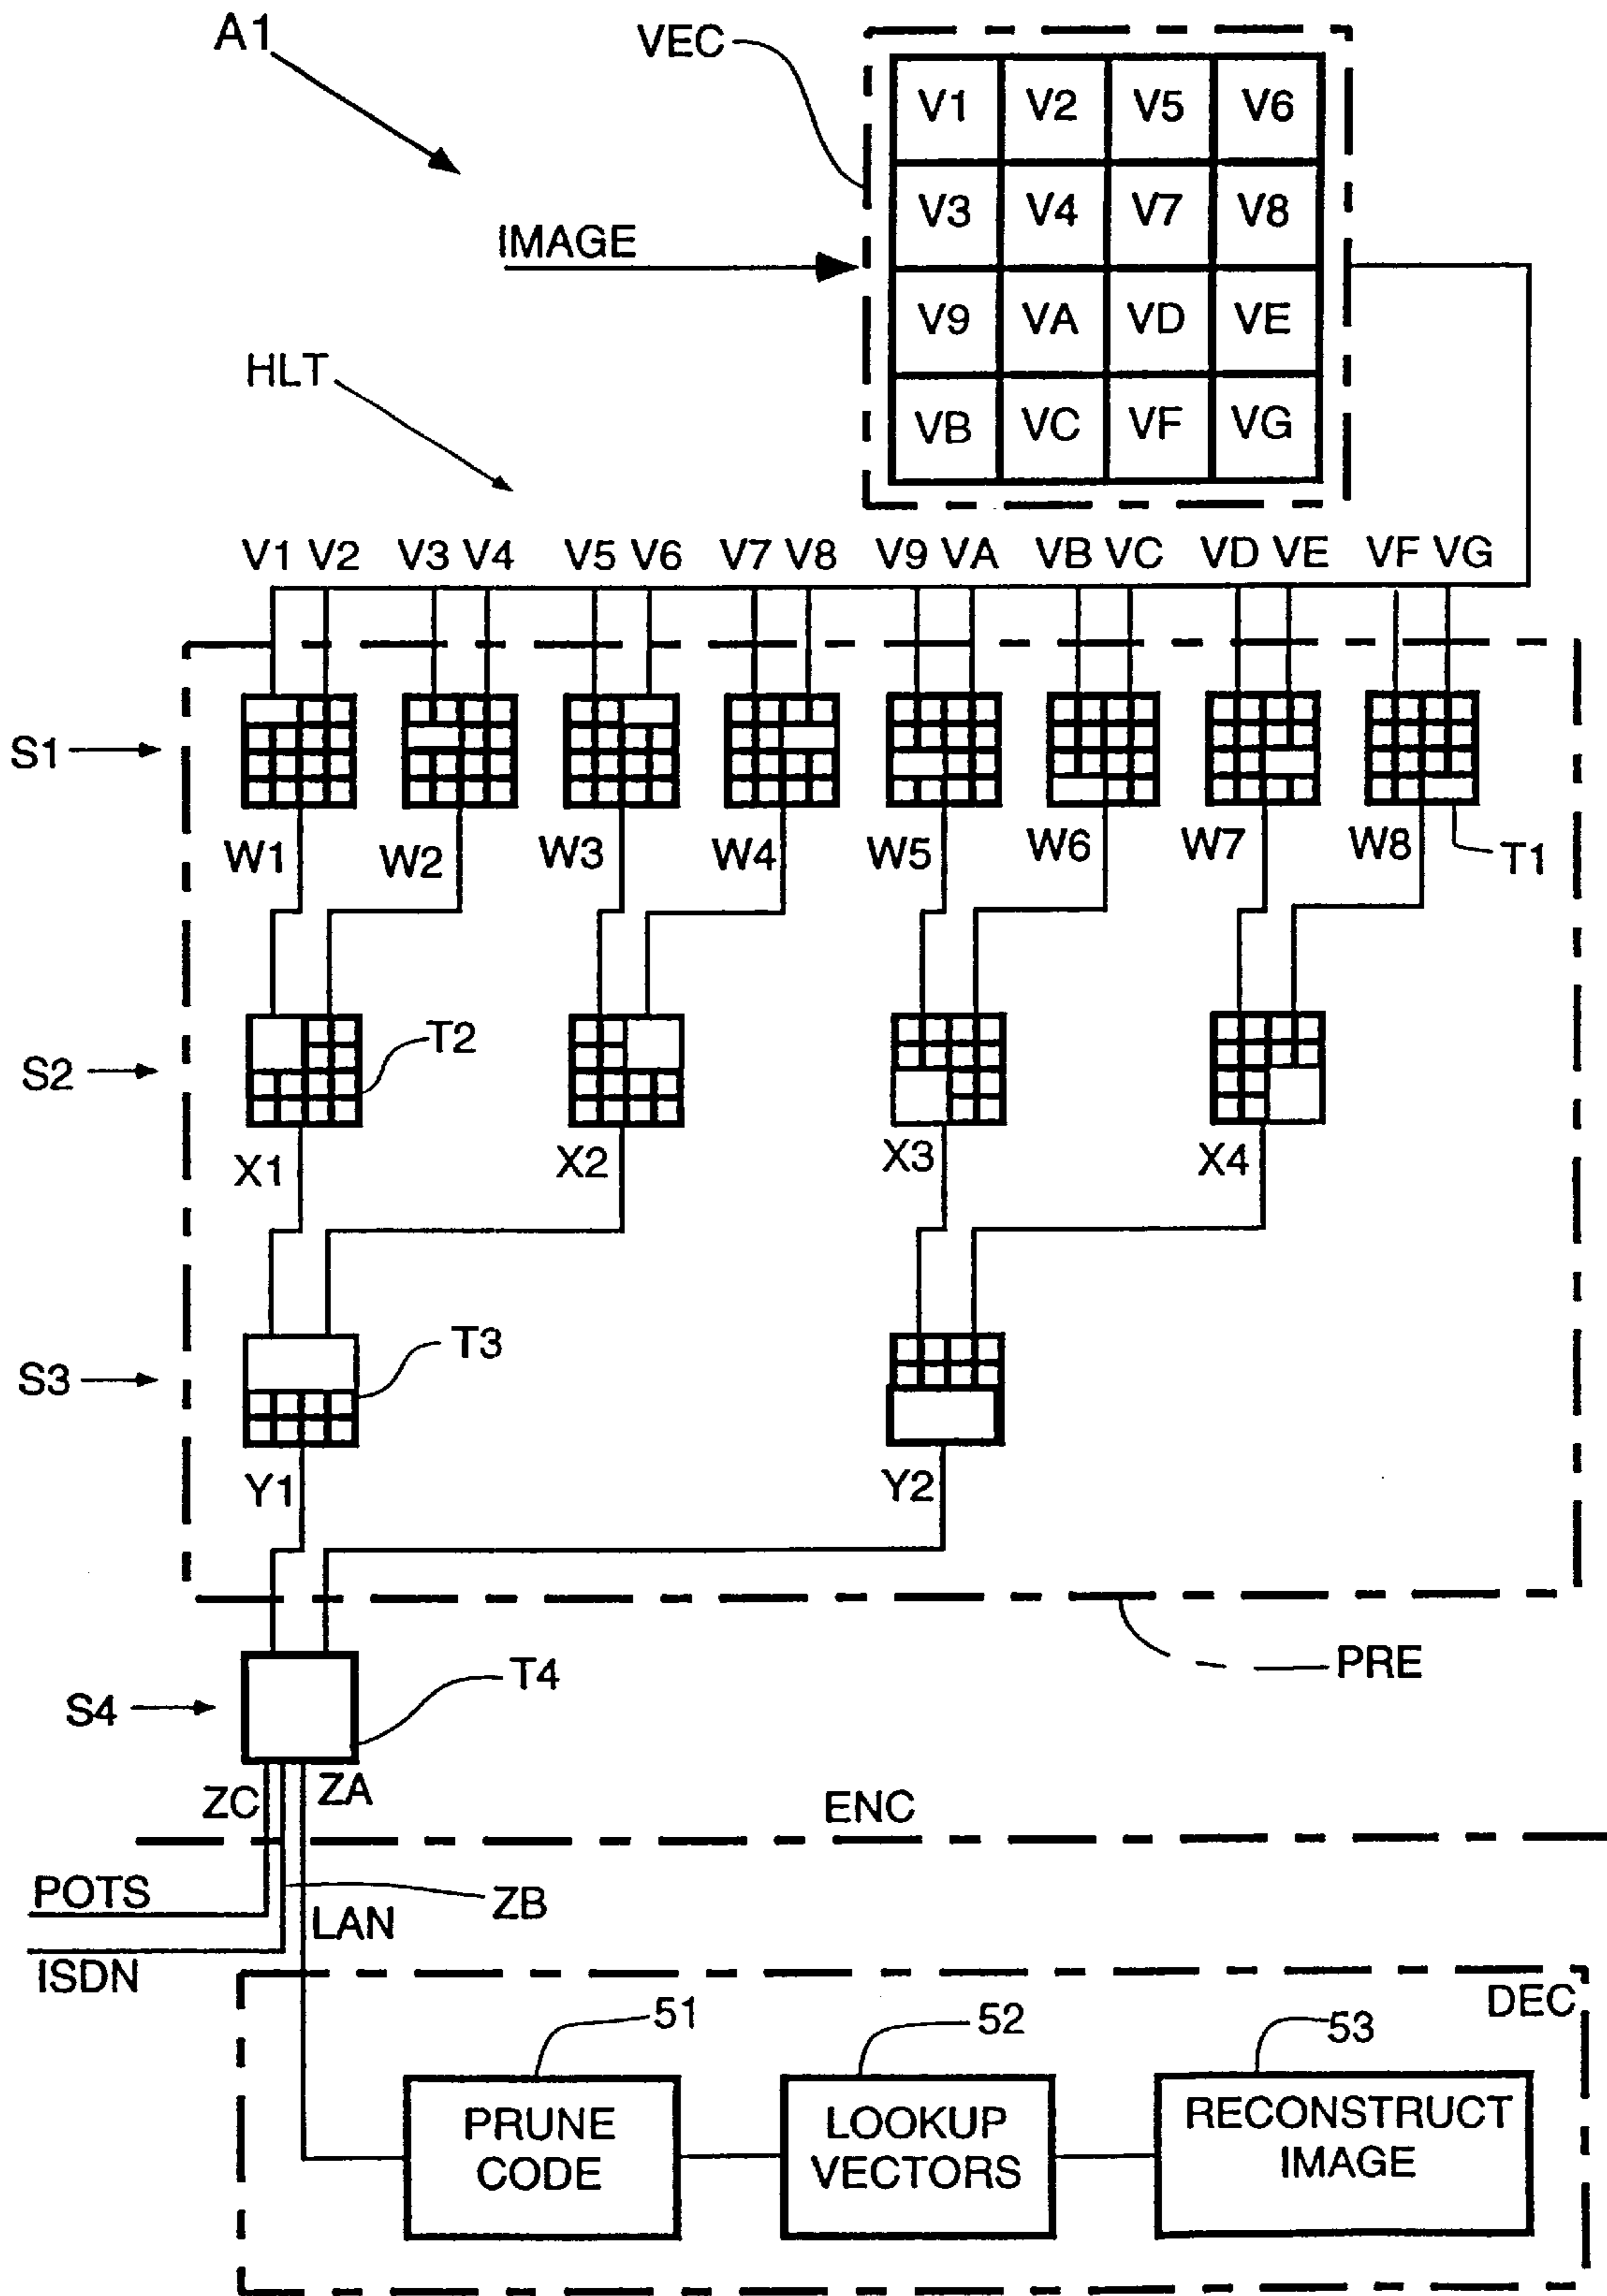 A1
VEC
V1 V2 V5 V6
V3 V4 V7 V8
IMAGE
V9 VA VD VE
HLT
VB VC VF VG
V1 V2 V3 V4 V5 V6 V7 V8 V9 VA VB VC VD VE VF VG
S1
W1 W2 W3 W4 W5 W6 W7 W8 T1
S2
T2
X1 X2 X3 X4
S3
T3
Y1 Y2
PRE
S4
T4
ZC ZA
ENC
POTS
ZB
LAN
ISDN
DEC
51 52 53
PRUNE
CODE
LOOKUP
VECTORS
RECONSTRUCT
IMAGE